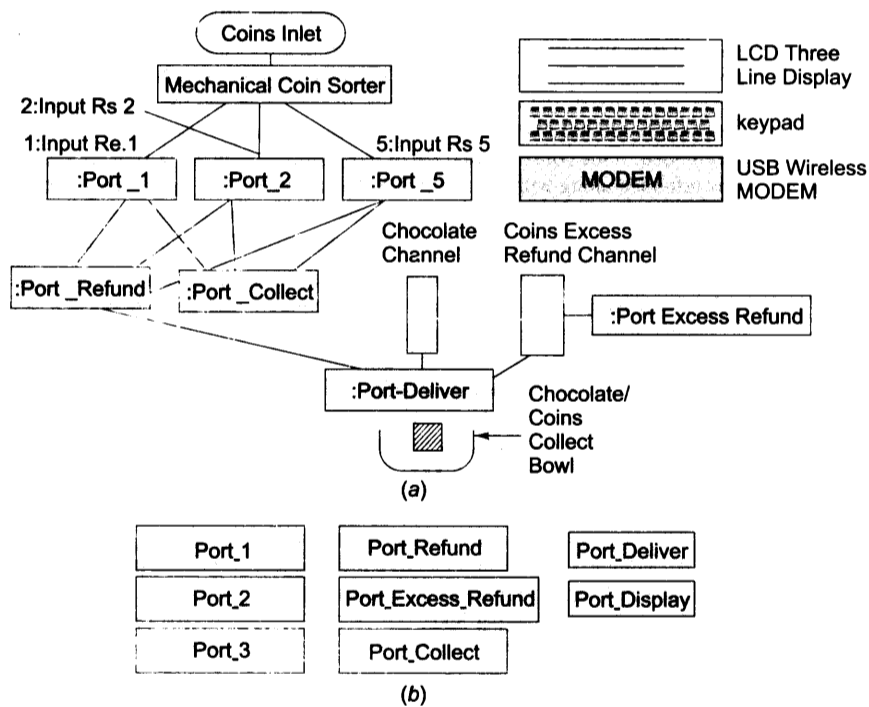 Coins Inlet
Mechanical Coin Sorter
2:Input Rs 2
1:Input Re.1
5:Input Rs 5
:Port _1
:Port_2
:Port _5
LCD Three
Line Display
keypad
MODEM
USB Wireless
MODEM
:Port _Refund
:Port _Collect
Chocolate
Channel
Coins Excess
Refund Channel
:Port Excess Refund
:Port-Deliver
Chocolate/
Coins
Collect
Bowl
(a)
Port_1
Port_Refund
Port_Deliver
Port_2
Port_Excess_Refund
Port_Display
Port_3
Port_Collect
(b)